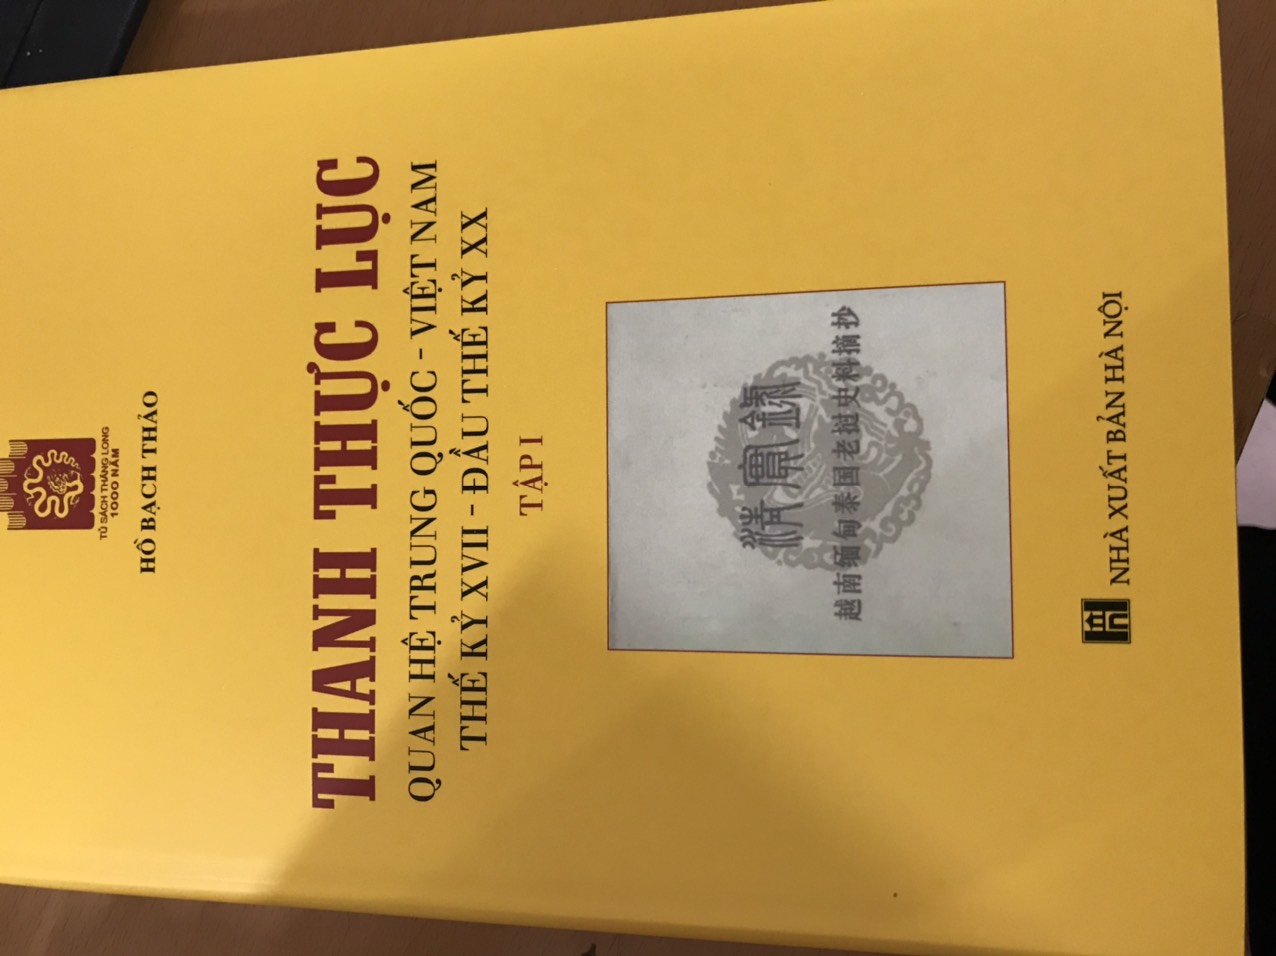 TỦ SÁCH THĂNG LONG
1000 NĂM
HỒ BẠCH THẢO
THANH THỰC LỤC
QUAN HỆ TRUNG QUỐC - VIỆT NAM
THẾ KỶ XVII - ĐẦU THẾ KỶ XX
TẬP I
清實錄
越南缅甸泰国老挝史料摘抄
NHÀ XUẤT BẢN HÀ NỘI